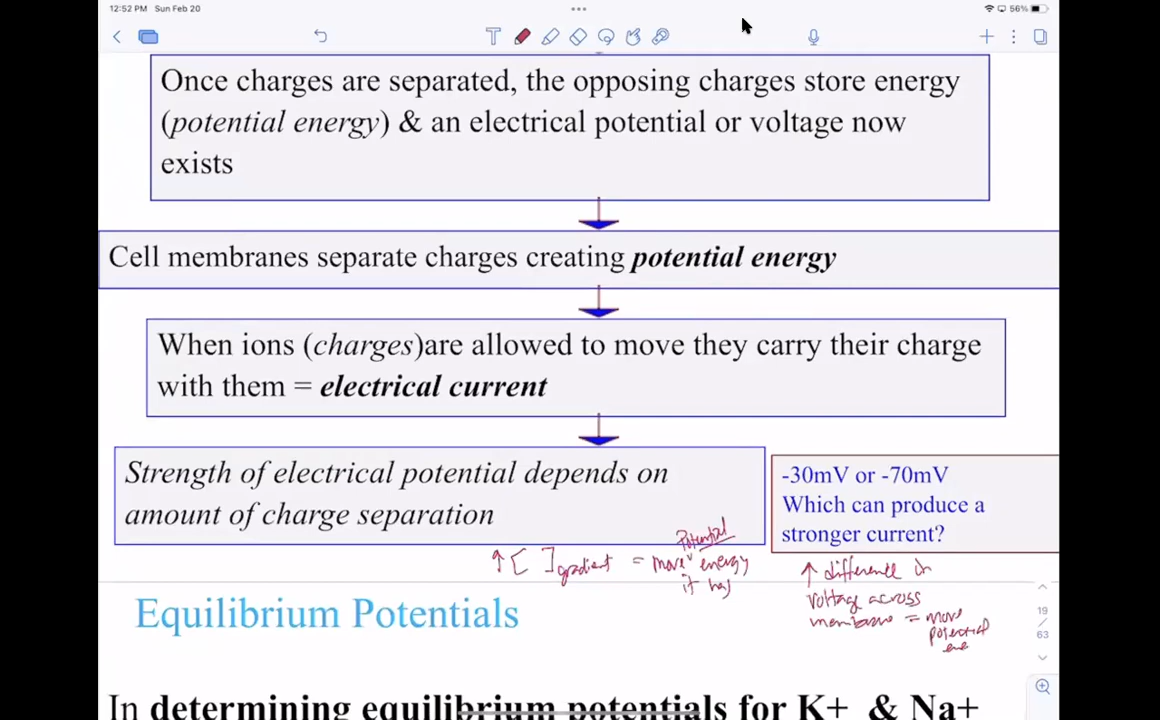 12:52 PM Sun Feb 20
56%
Once charges are separated, the opposing charges store energy
(potential energy) & an electrical potential or voltage now
exists
Cell membranes separate charges creating potential energy
When ions (charges)are allowed to move they carry their charge
with them = electrical current
Strength of electrical potential depends on
amount of charge separation
-30mV or -70mV
Which can produce a
stronger current?
Potential
↑ [ ] gradient = more ˅ energy
it has
↑ difference in
voltage across
membrane = more
potential
ene
19
/
63
Equilibrium Potentials
In determining equilibrium potentials for K+ & Na+